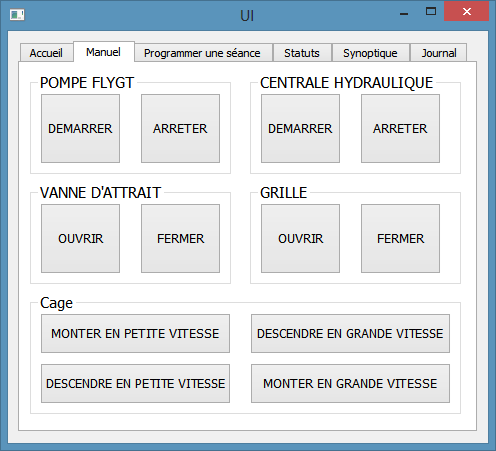 UI
Accueil Manuel Programmer une séance Statuts Synoptique Journal
POMPE FLYGT CENTRALE HYDRAULIQUE
DEMARRER ARRETER DEMARRER ARRETER
VANNE D'ATTRAIT GRILLE
OUVRIR FERMER OUVRIR FERMER
Cage
MONTER EN PETITE VITESSE DESCENDRE EN GRANDE VITESSE
DESCENDRE EN PETITE VITESSE MONTER EN GRANDE VITESSE